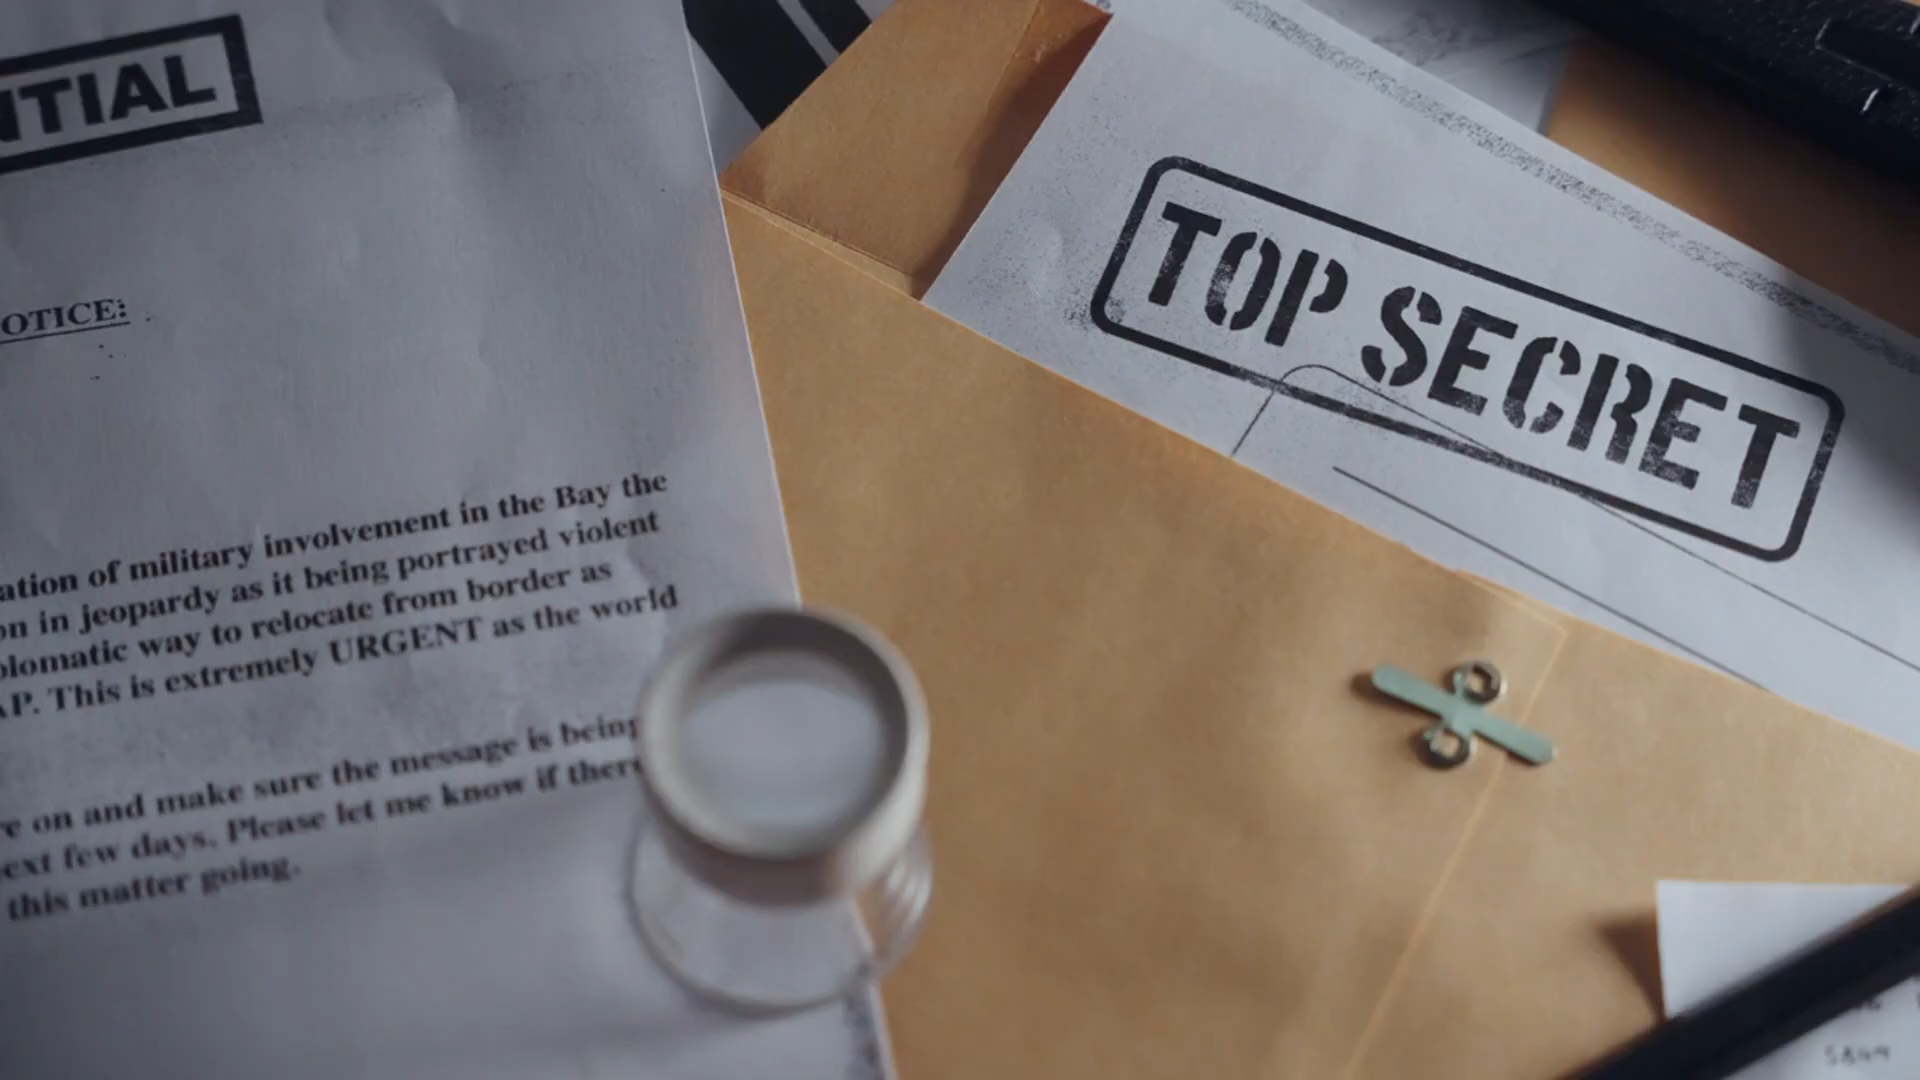 NTIAL
OTICE:
ation of military involvement in the Bay the
on in jeopardy as it being portrayed violent
plomatic way to relocate from border as
AP. This is extremely URGENT as the world
re on and make sure the message is being
ext few days. Please let me know if there
this matter going.
TOP SECRET